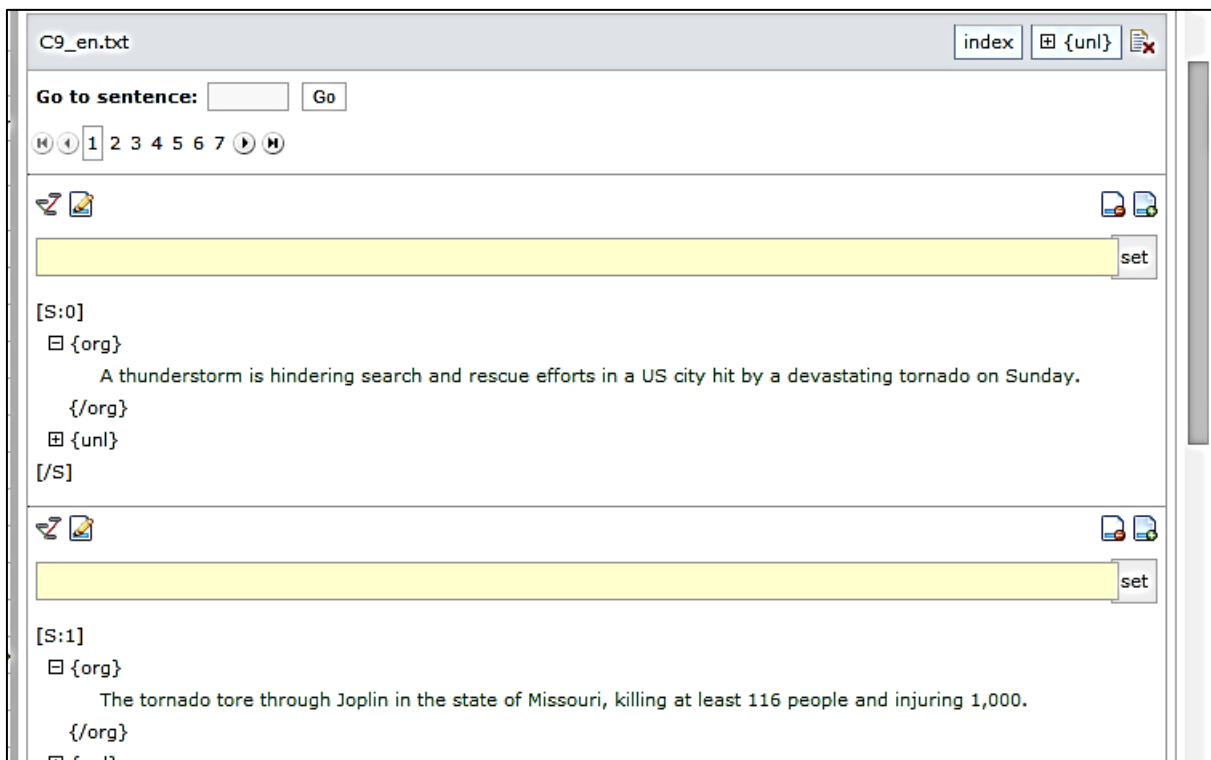 C9_en.txt index ⊞ {unl}
Go to sentence: Go
1 2 3 4 5 6 7
set
[S:0]
⊟ {org}
A thunderstorm is hindering search and rescue efforts in a US city hit by a devastating tornado on Sunday.
{/org}
⊞ {unl}
[/S]
set
[S:1]
⊟ {org}
The tornado tore through Joplin in the state of Missouri, killing at least 116 people and injuring 1,000.
{/org}